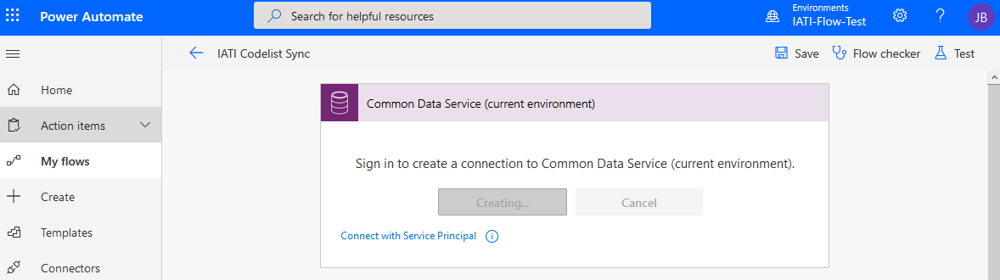 Power Automate
Search for helpful resources
Environments
IATI-Flow-Test
?
JB
IATI Codelist Sync
Save
Flow checker
Test
Home
Action items
My flows
Create
Templates
Connectors
Common Data Service (current environment)
Sign in to create a connection to Common Data Service (current environment).
Creating...
Cancel
Connect with Service Principal